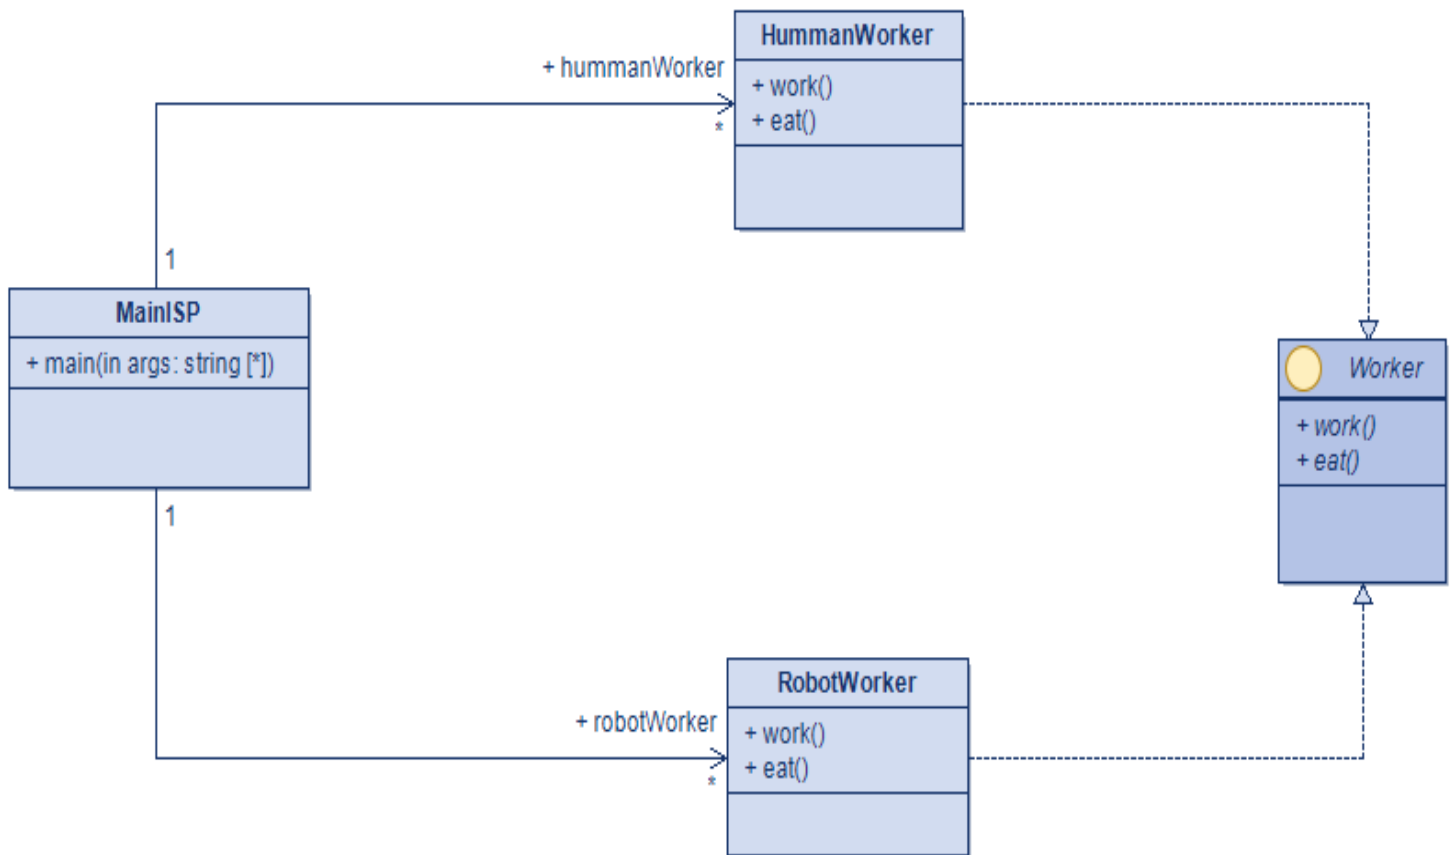 HummanWorker
+ work()
+ eat()
+ hummanWorker
*
1
MainISP
+ main(in args: string [*])
1
Worker
+ work()
+ eat()
RobotWorker
+ work()
+ eat()
+ robotWorker
*